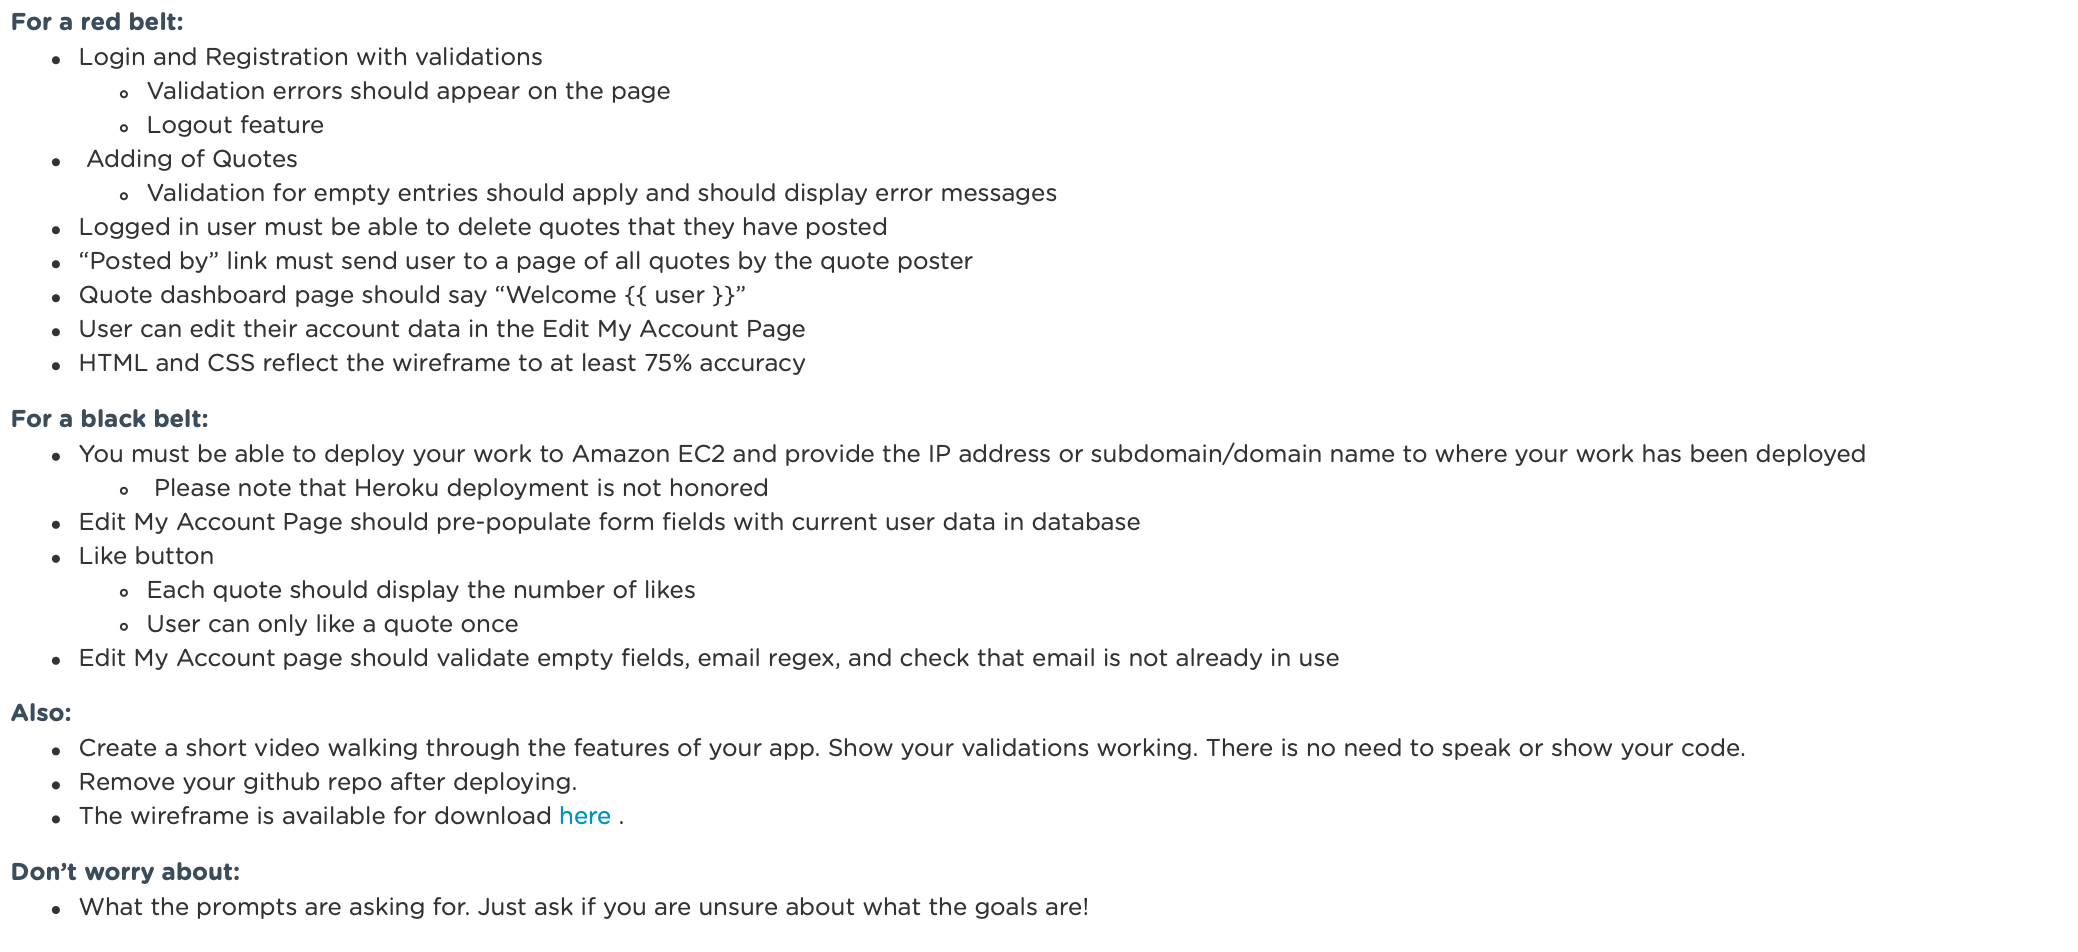 For a red belt:
Login and Registration with validations
Validation errors should appear on the page
Logout feature
Adding of Quotes
Validation for empty entries should apply and should display error messages
Logged in user must be able to delete quotes that they have posted
“Posted by” link must send user to a page of all quotes by the quote poster
Quote dashboard page should say “Welcome {{ user }}”
User can edit their account data in the Edit My Account Page
HTML and CSS reflect the wireframe to at least 75% accuracy
For a black belt:
You must be able to deploy your work to Amazon EC2 and provide the IP address or subdomain/domain name to where your work has been deployed
Please note that Heroku deployment is not honored
Edit My Account Page should pre-populate form fields with current user data in database
Like button
Each quote should display the number of likes
User can only like a quote once
Edit My Account page should validate empty fields, email regex, and check that email is not already in use
Also:
Create a short video walking through the features of your app. Show your validations working. There is no need to speak or show your code.
Remove your github repo after deploying.
The wireframe is available for download here .
Don’t worry about:
What the prompts are asking for. Just ask if you are unsure about what the goals are!